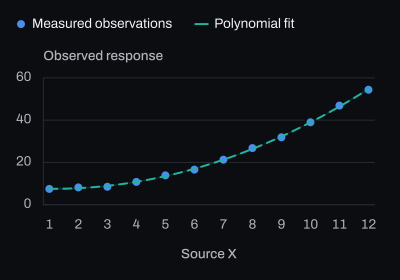 Measured observations Polynomial fit
Observed response
60
40
20
0
1 2 3 4 5 6 7 8 9 10 11 12
Source X